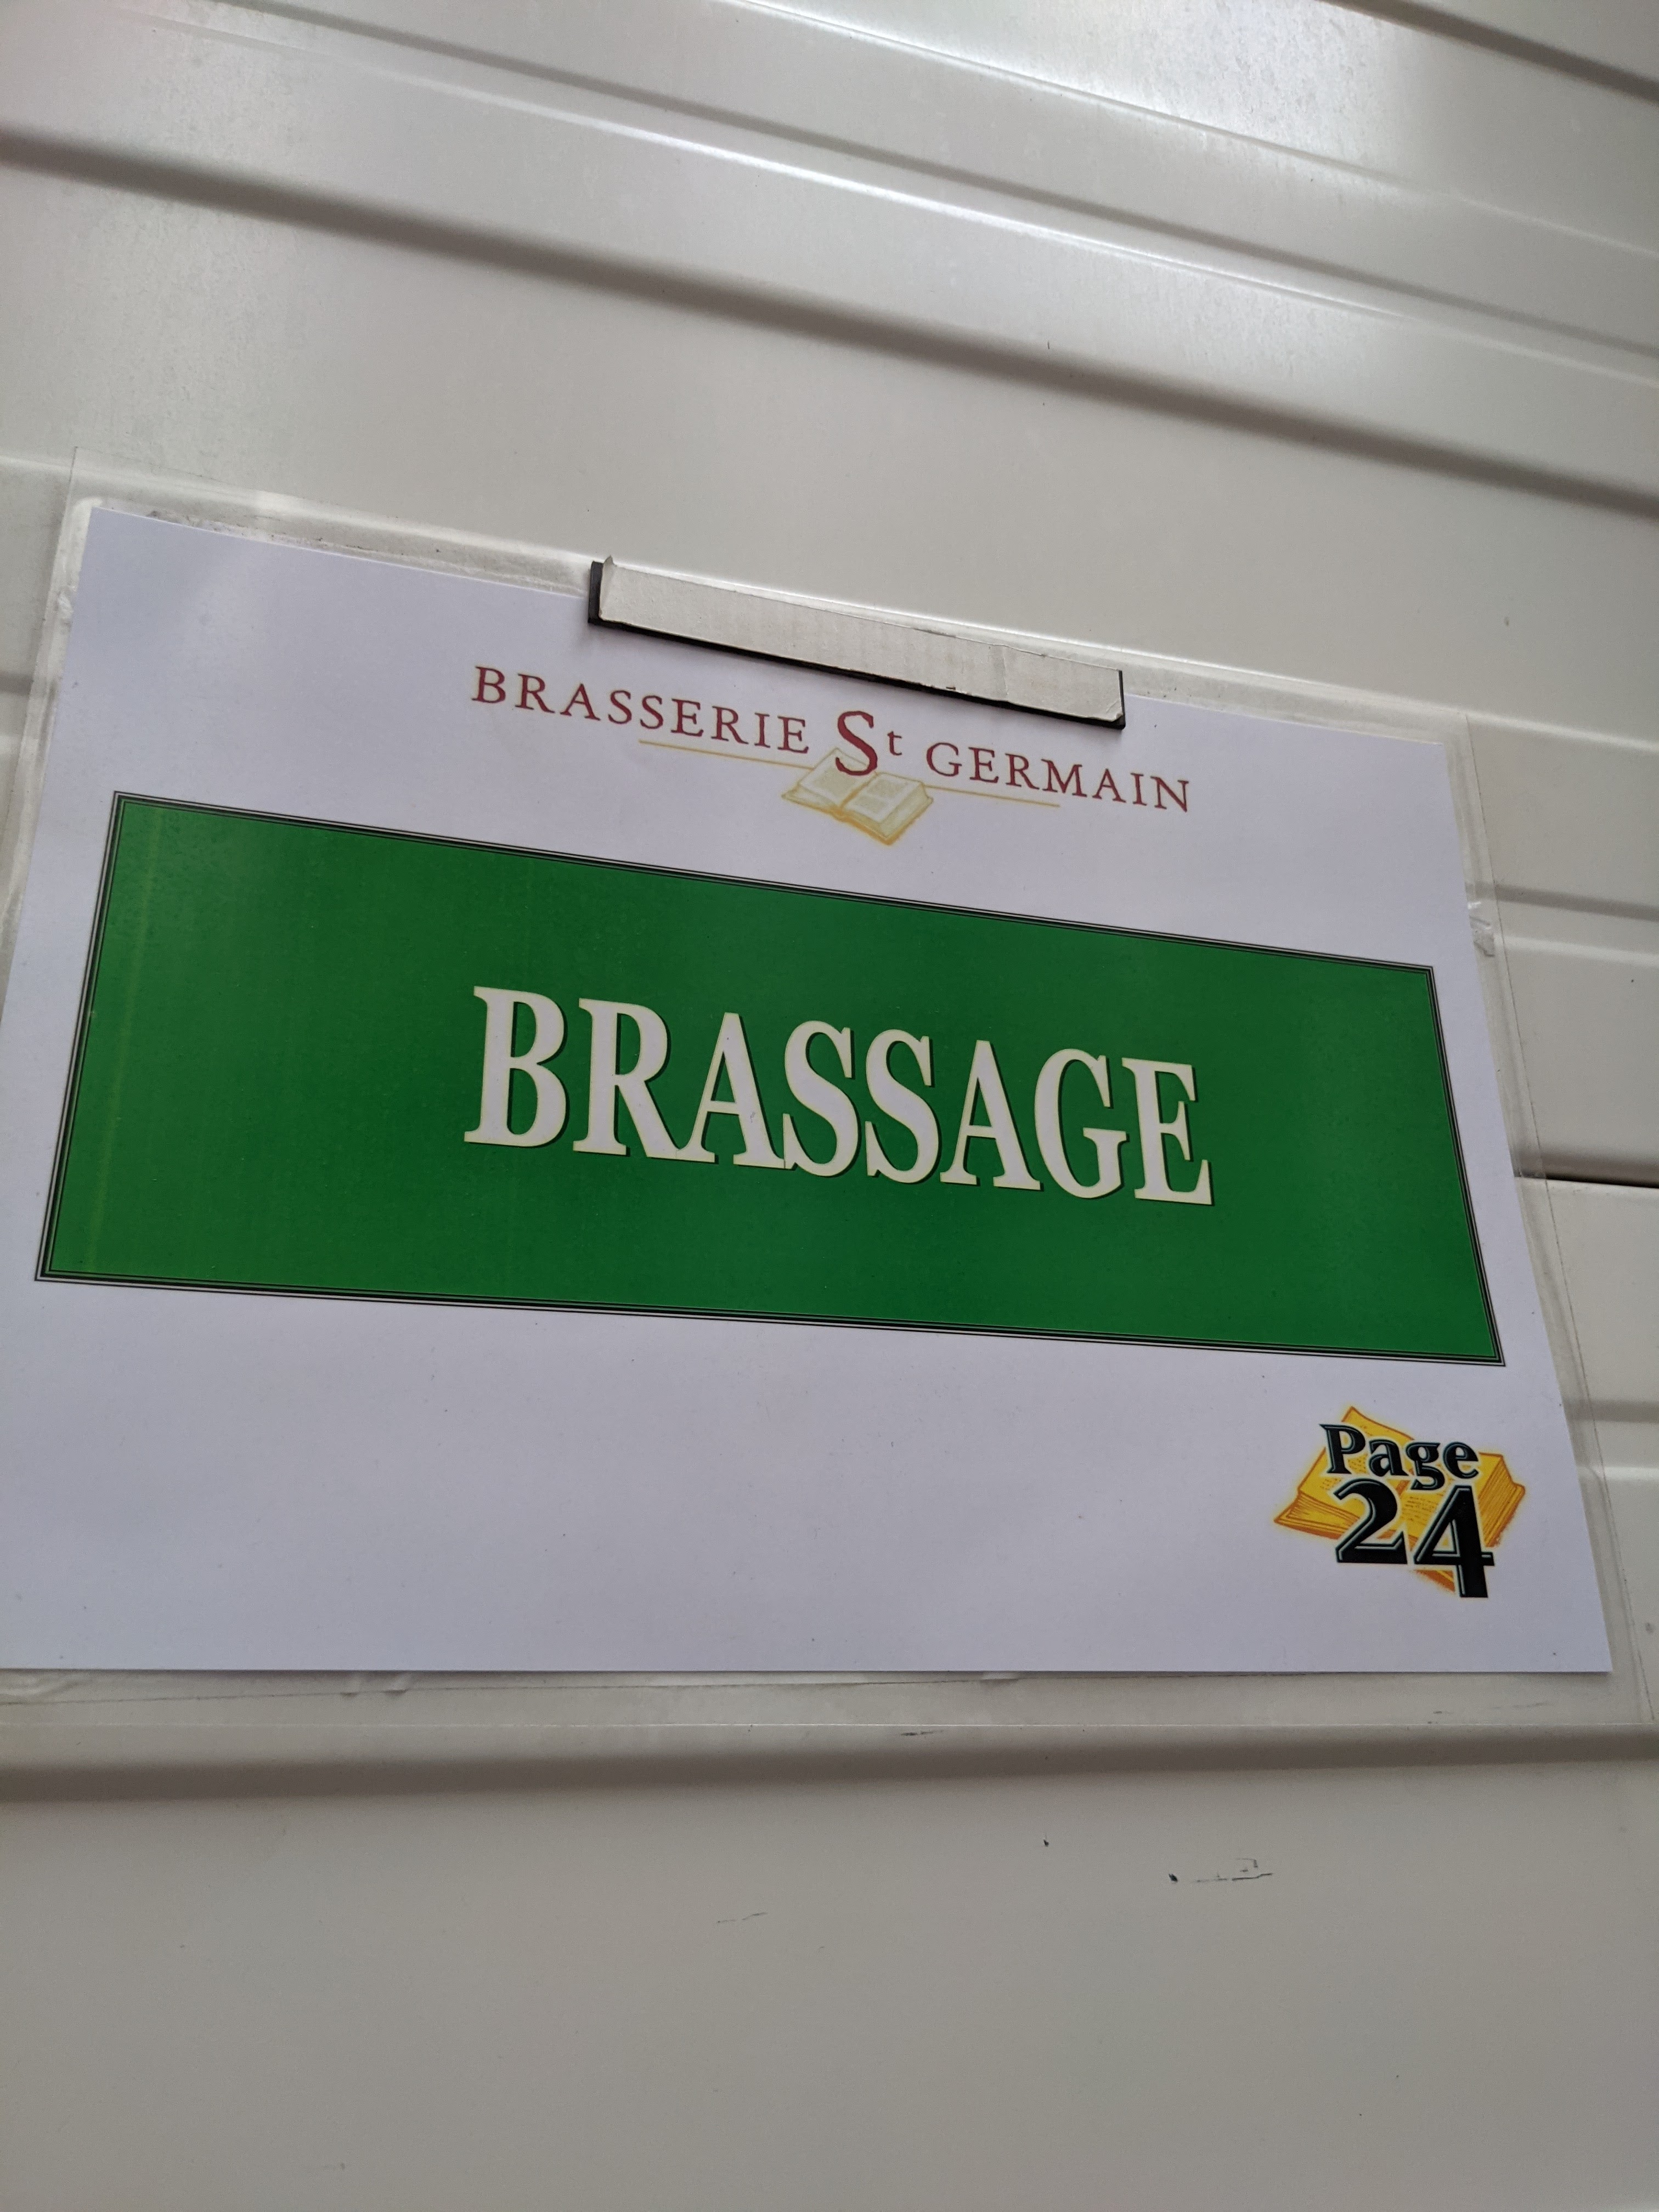 BRASSERIE St GERMAIN
BRASSAGE
Page
24